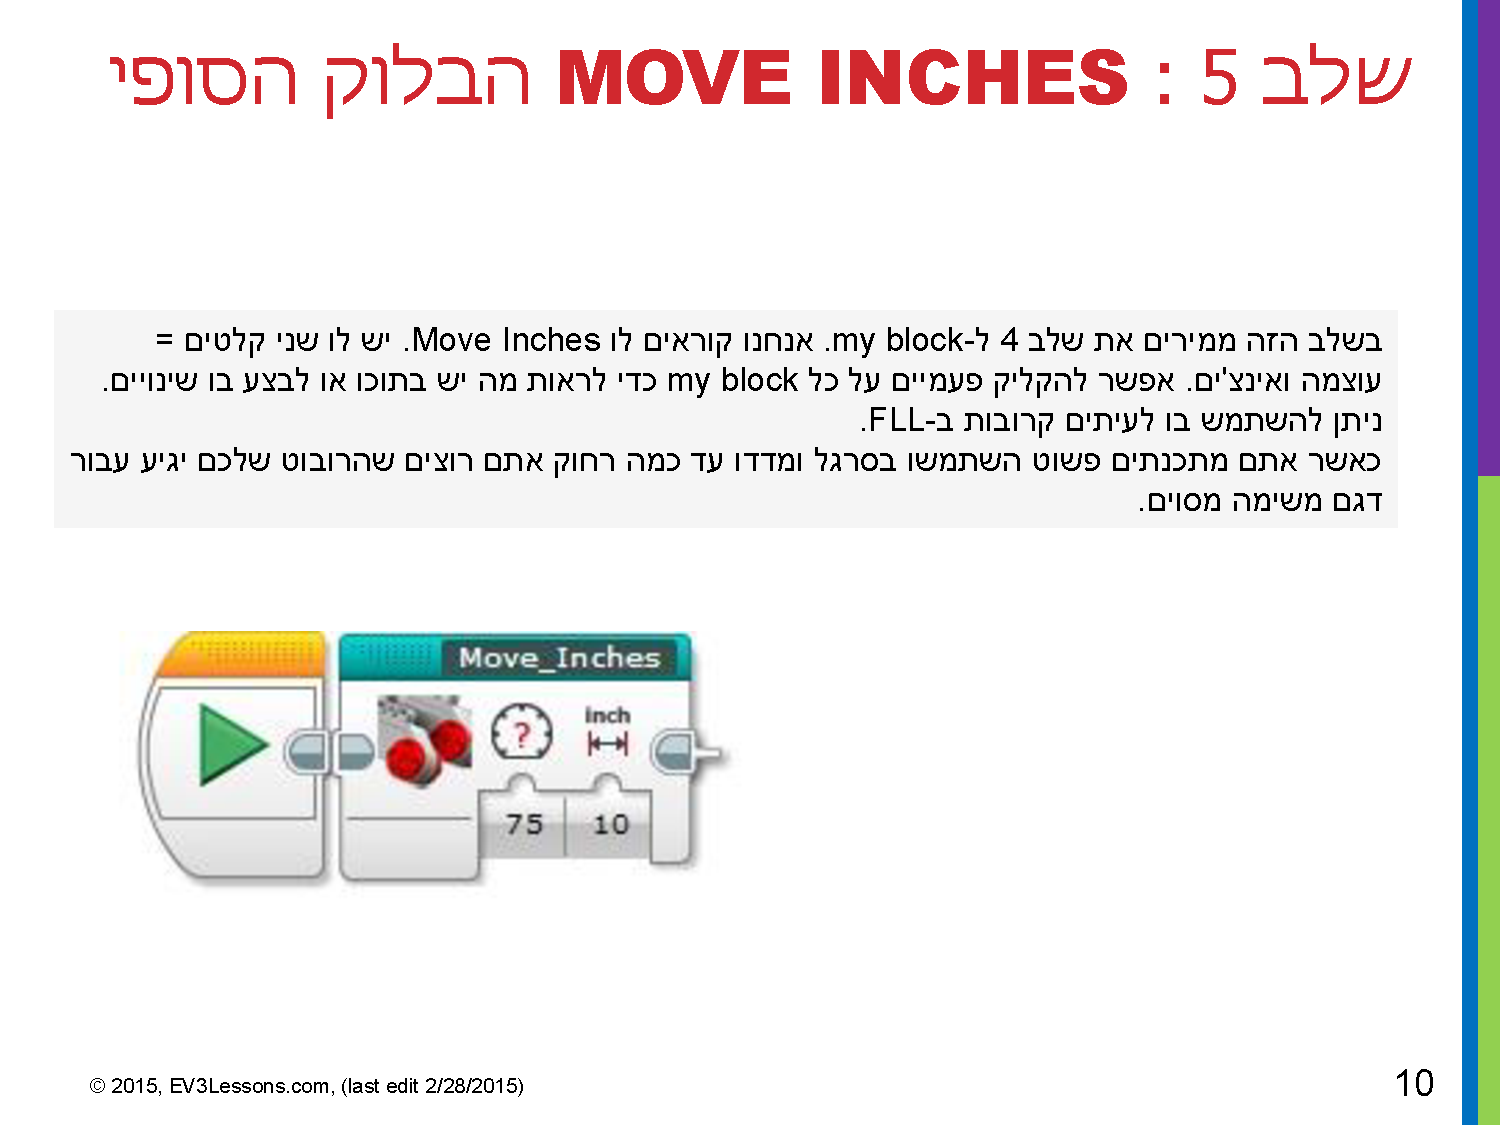 שלב 5 : MOVE INCHES הבלוק הסופי
בשלב הזה ממירים את שלב 4 ל-my block. אנחנו קוראים לו Move Inches. יש לו שני קלטים =
עוצמה ואינצ'ים. אפשר להקליק פעמיים על כל my block כדי לראות מה יש בתוכו או לבצע בו שינויים.
ניתן להשתמש בו לעיתים קרובות ב-FLL.
כאשר אתם מתכנתים פשוט השתמשו בסרגל ומדדו עד כמה רחוק אתם רוצים שהרובוט שלכם יגיע עבור
דגם משימה מסוים.
Move_Inches
?
inch
75 10
© 2015, EV3Lessons.com, (last edit 2/28/2015)
10